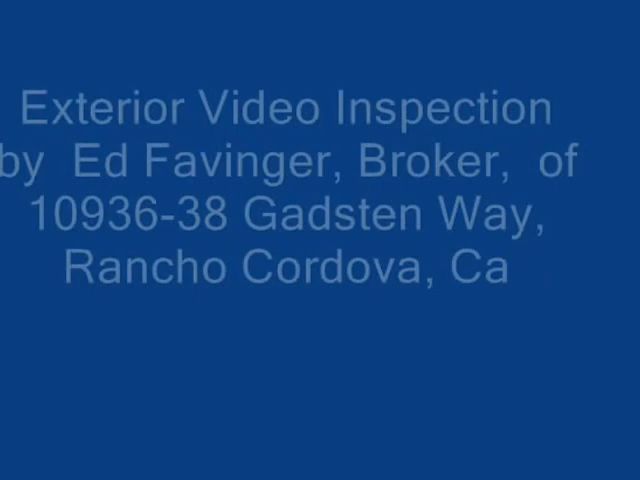 Exterior Video Inspection
by  Ed Favinger, Broker,  of
10936-38 Gadsten Way,
Rancho Cordova, Ca